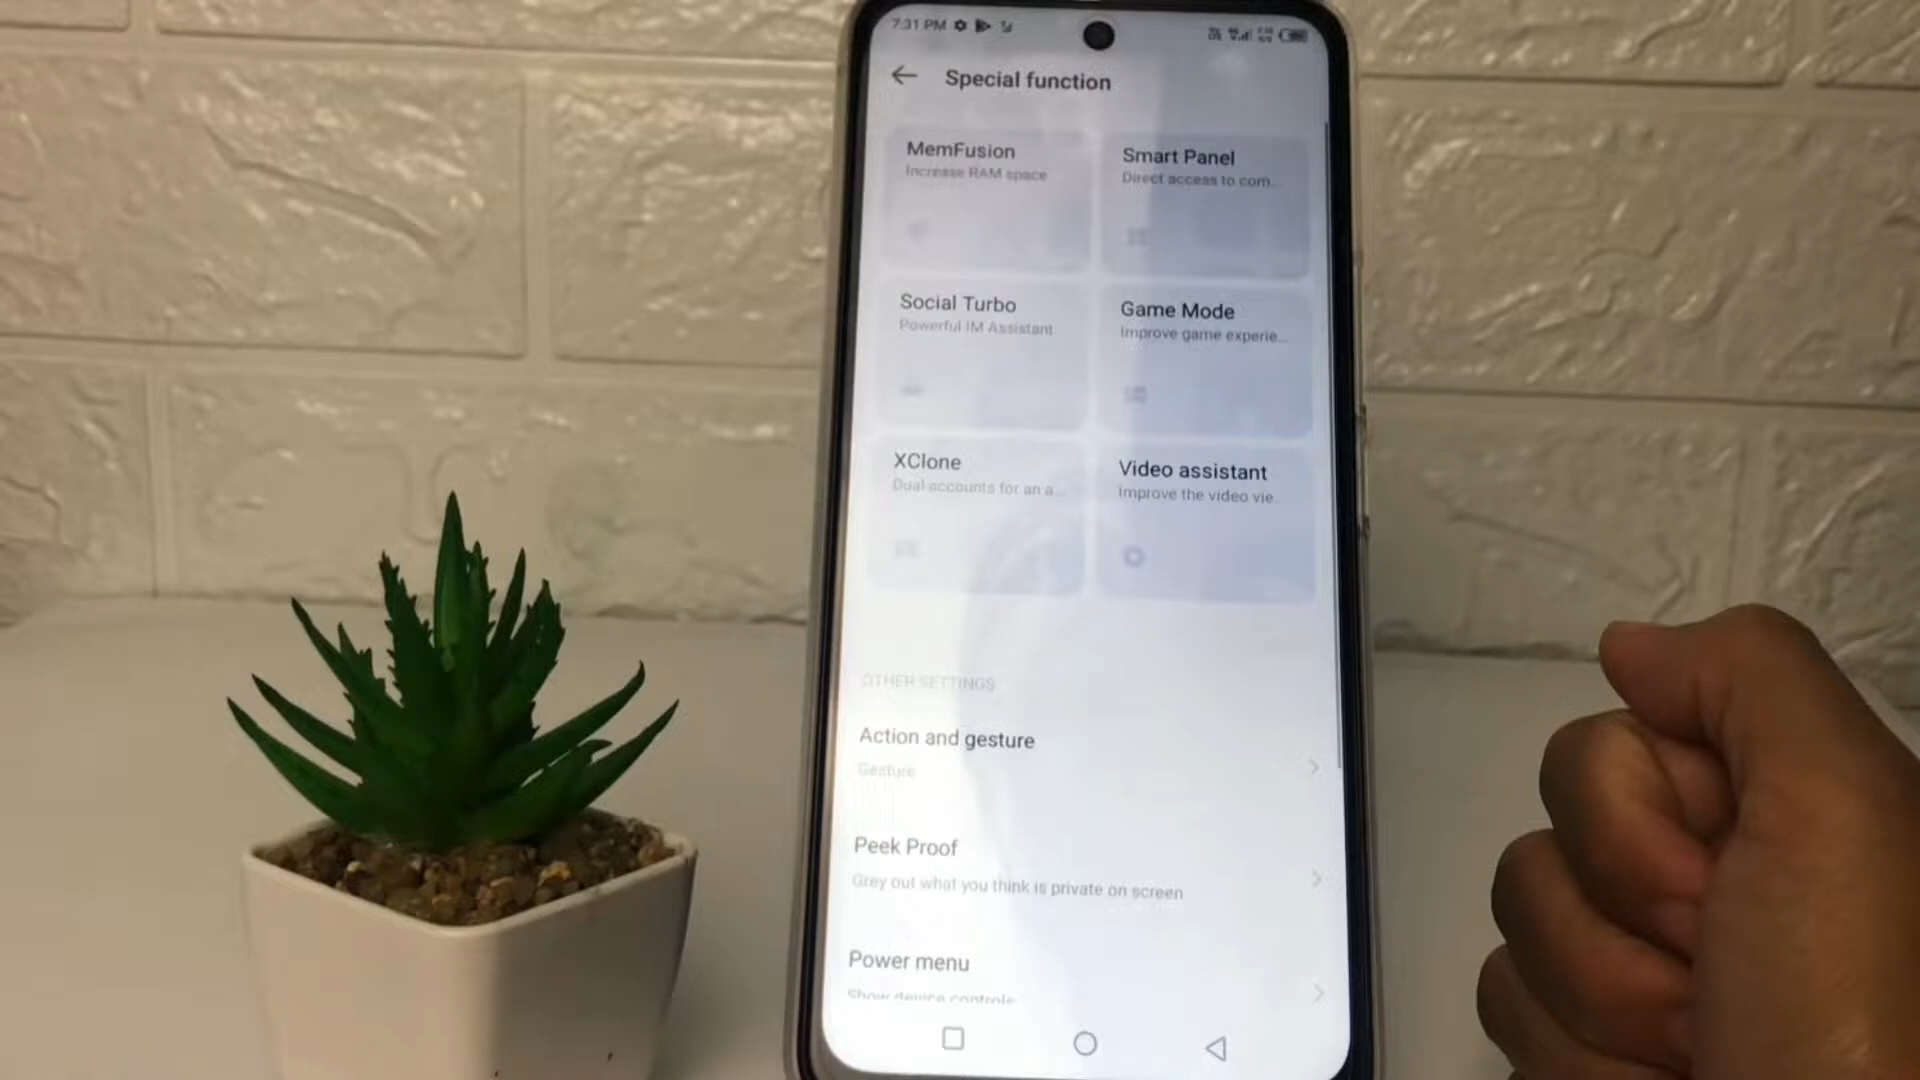 7:31 PM
Special function
MemFusion
Increase RAM space
Smart Panel
Direct access to com...
Social Turbo
Powerful IM Assistant
Game Mode
Improve game experie...
XClone
Dual accounts for an a...
Video assistant
Improve the video vie...
OTHER SETTINGS
Action and gesture
Gesture
Peek Proof
Grey out what you think is private on screen
Power menu
Show device controls